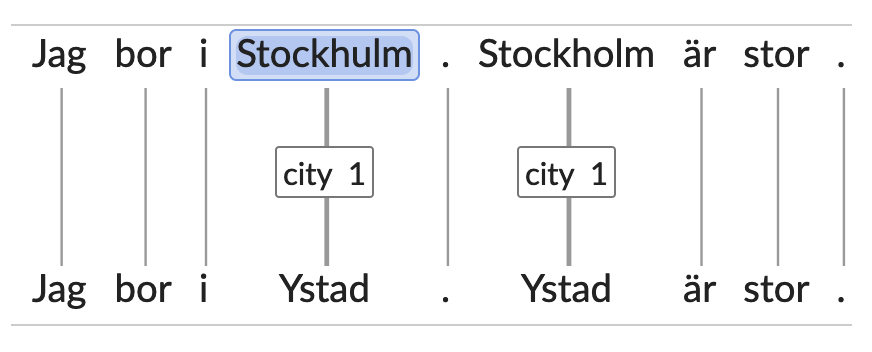 Jag bor i Stockhulm . Stockholm är stor .
city 1 city 1
Jag bor i Ystad . Ystad är stor .